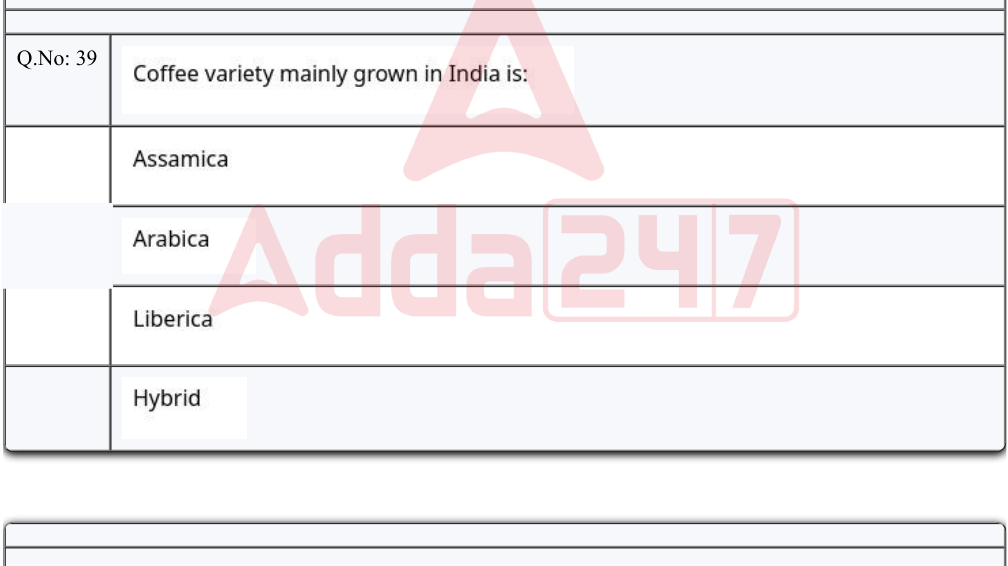 Q.No: 39
Coffee variety mainly grown in India is:
Assamica
Arabica
Adda247
Liberica
Hybrid